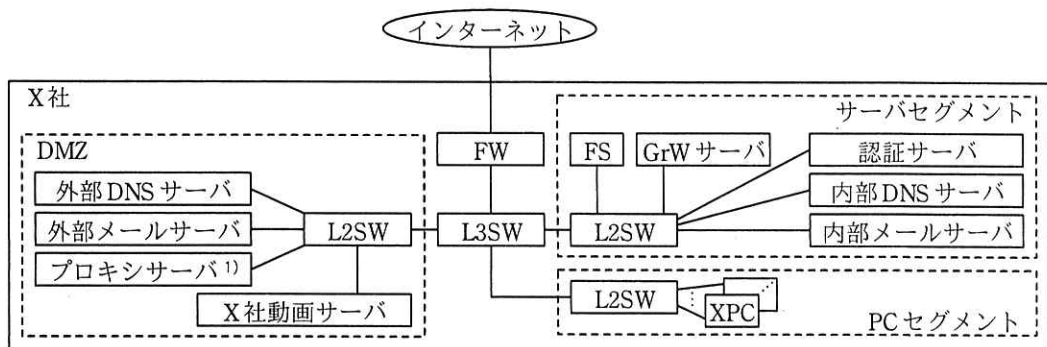 インターネット
X社
サーバセグメント
DMZ
FW
FS
GrWサーバ
認証サーバ
外部DNSサーバ
内部DNSサーバ
外部メールサーバ
L2SW
L3SW
L2SW
内部メールサーバ
プロキシサーバ1)
X社動画サーバ
L2SW
XPC
PCセグメント